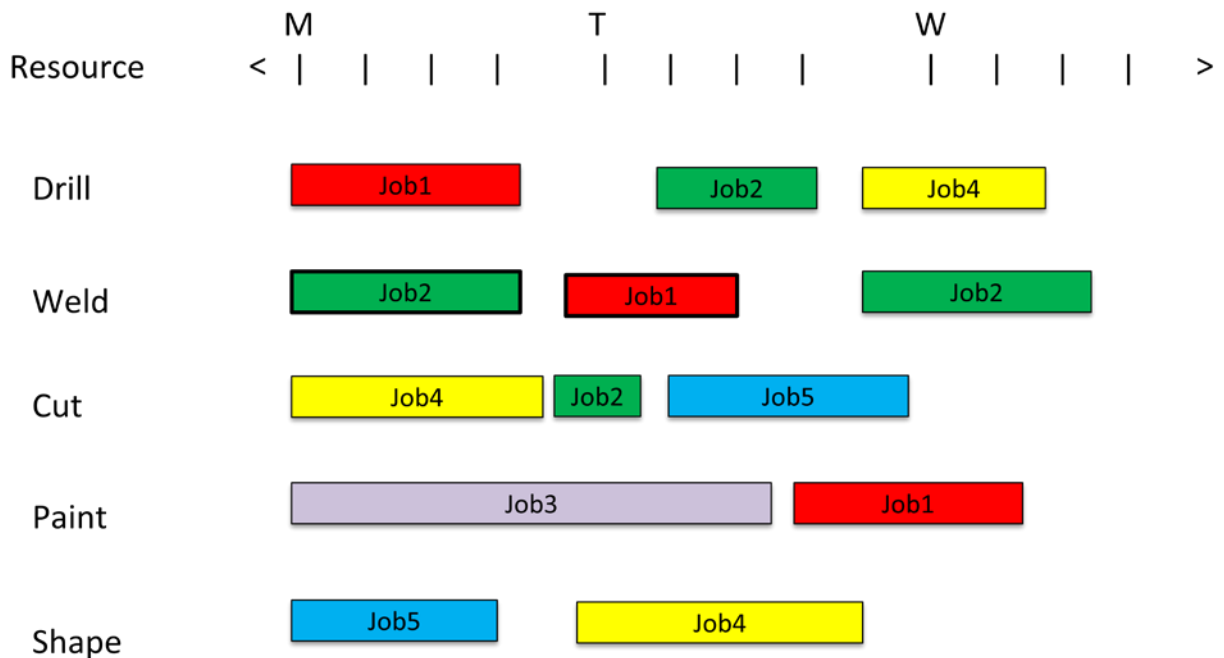 M T W
Resource < | | | | | | | | | | | | >
Drill Job1 Job2 Job4
Weld Job2 Job1 Job2
Cut Job4 Job2 Job5
Paint Job3 Job1
Shape Job5 Job4